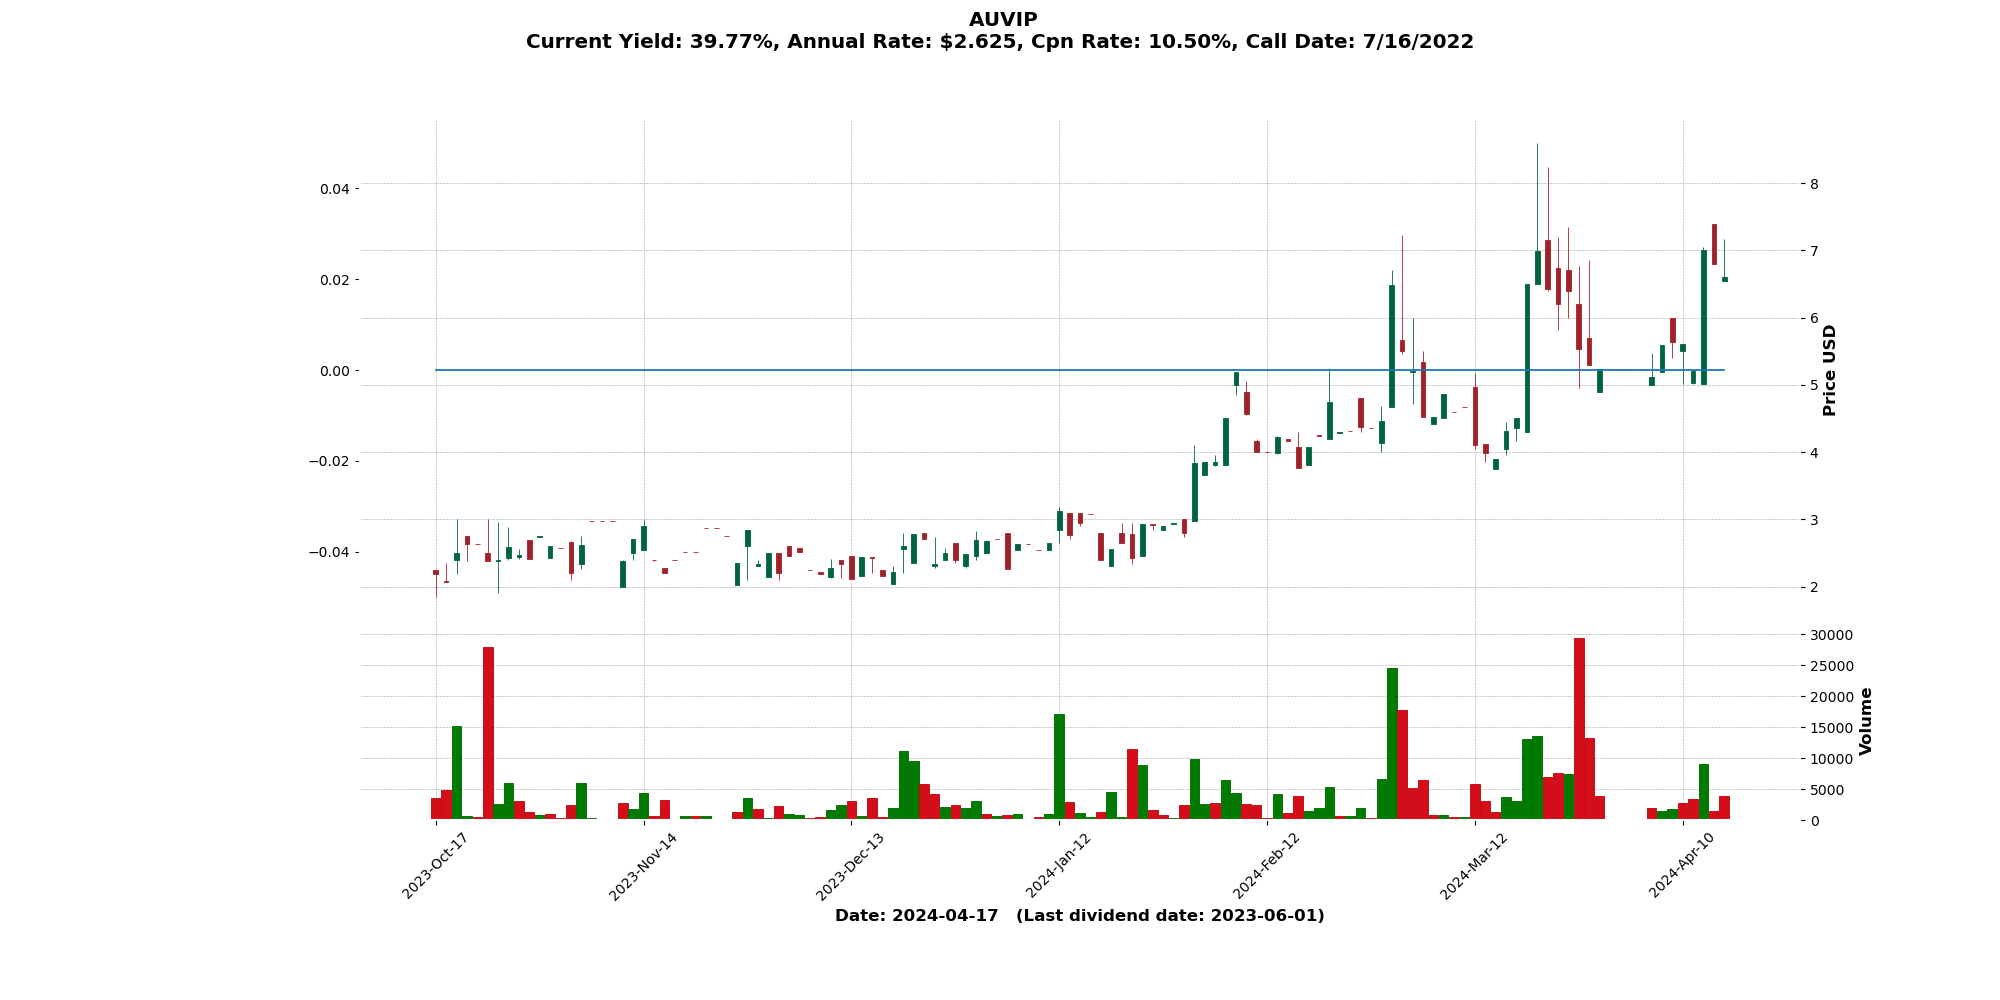 AUVIP
Current Yield: 39.77%, Annual Rate: $2.625, Cpn Rate: 10.50%, Call Date: 7/16/2022
0.04
0.02
0.00
−0.02
−0.04
8
7
6
5
4
3
2
Price USD
30000
25000
20000
15000
10000
5000
0
Volume
2023-Oct-17
2023-Nov-14
2023-Dec-13
2024-Jan-12
2024-Feb-12
2024-Mar-12
2024-Apr-10
Date: 2024-04-17   (Last dividend date: 2023-06-01)